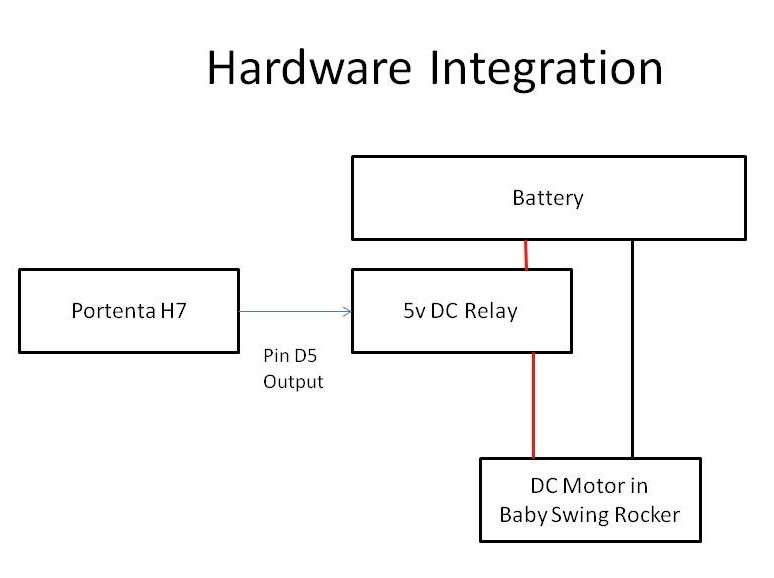 Hardware Integration
Battery
Portenta H7
5v DC Relay
Pin D5
Output
DC Motor in
Baby Swing Rocker